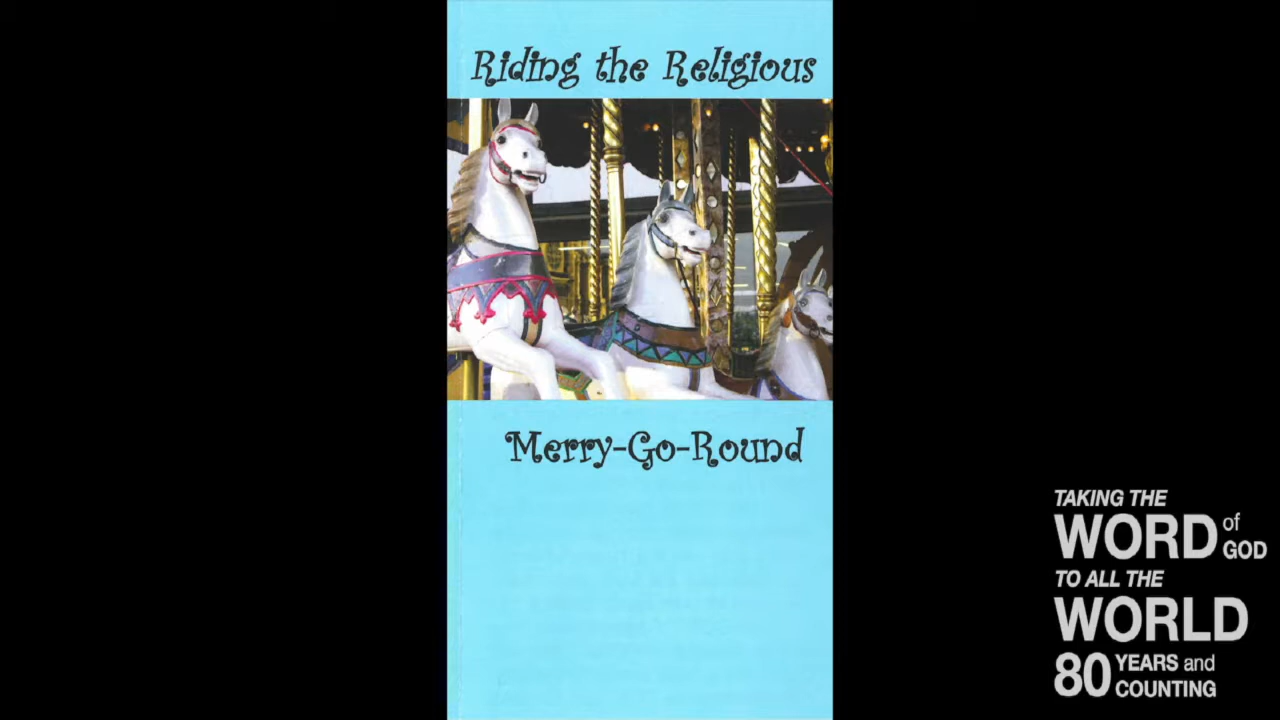 Riding the Religious
Merry-Go-Round
TAKING THE
WORD of GOD
TO ALL THE
WORLD
80 YEARS and
COUNTING